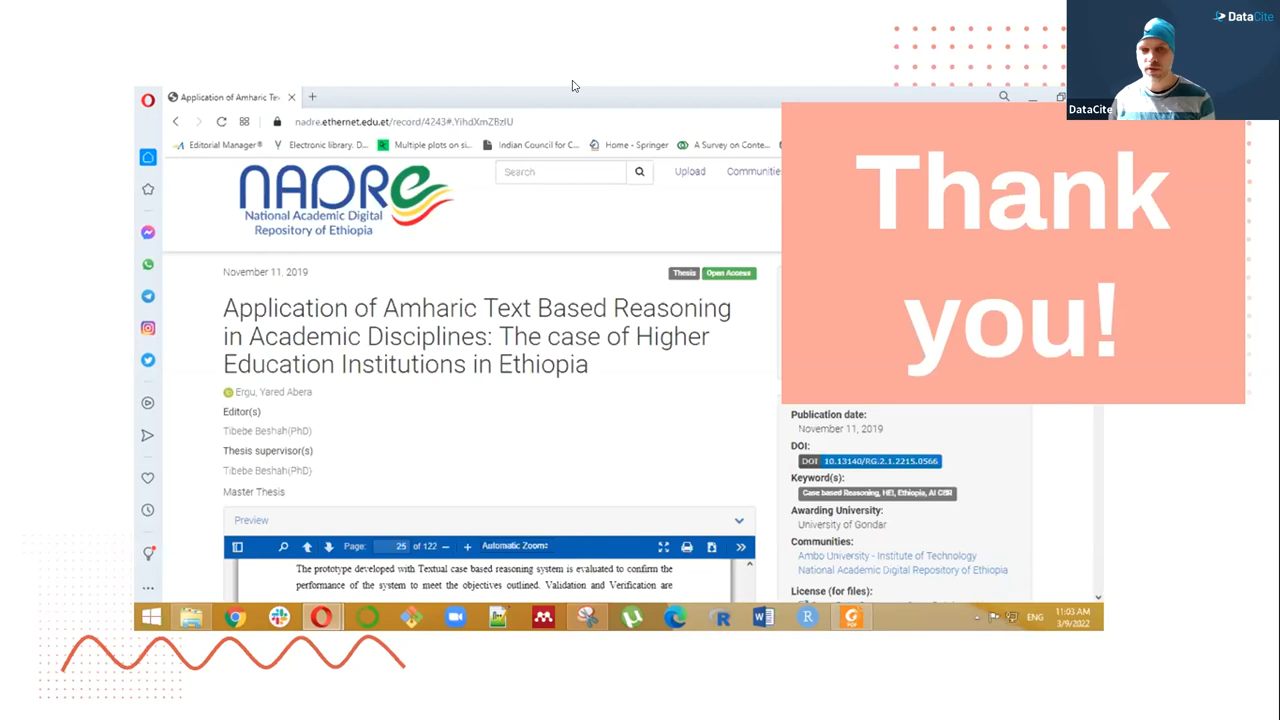 DataCite
DataCite
Application of Amharic Te
nadre.ethernet.edu.et/record/4243#.YihdXmZBzIU
Editorial Manager®
Electronic library. D...
Multiple plots on si...
Indian Council for C...
Home - Springer
A Survey on Conte
NADRe
National Academic Digital
Repository of Ethiopia
Search
Upload
Communitie
Thank
you!
November 11, 2019
Thesis
Open Access
Application of Amharic Text Based Reasoning
in Academic Disciplines: The case of Higher
Education Institutions in Ethiopia
Ergu, Yared Abera
Editor(s)
Tibebe Beshah(PhD)
Thesis supervisor(s)
Tibebe Beshah(PhD)
Master Thesis
Preview
Page: 25 of 122
Automatic Zoom
The prototype developed with Textual case based reasoning system is evaluated to confirm the
performance of the system to meet the objectives outlined. Validation and Verification are
Publication date:
November 11, 2019
DOI:
DOI 10.13140/RG.2.1.2215.0566
Keyword(s):
Case based Reasoning, HEI, Ethiopia, AI CBR
Awarding University:
University of Gondar
Communities:
Ambo University - Institute of Technology
National Academic Digital Repository of Ethiopia
License (for files):
ENG
11:03 AM
3/9/2022